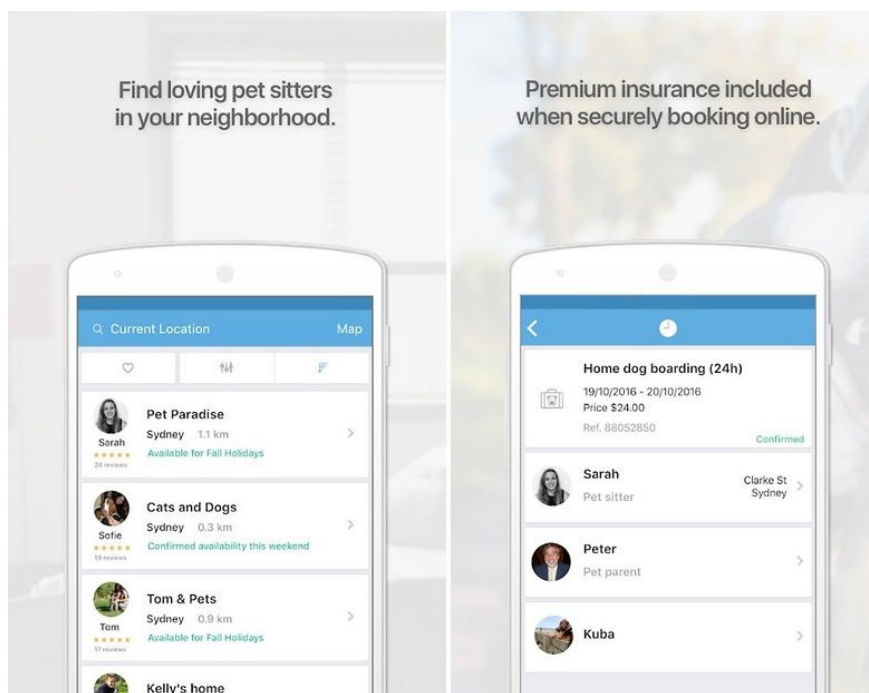 Find loving pet sitters
in your neighborhood.
Current Location
Map
Pet Paradise
Sydney 1.1 km
Available for Fall Holidays
Sarah
24 reviews
Cats and Dogs
Sydney 0.3 km
Confirmed availability this weekend
Sofie
19 reviews
Tom & Pets
Sydney 0.9 km
Available for Fall Holidays
Tom
17 reviews
Kelly's home
Premium insurance included
when securely booking online.
Home dog boarding (24h)
19/10/2016 - 20/10/2016
Price $24.00
Ref. 88052850
Confirmed
Sarah
Pet sitter
Clarke St
Sydney
Peter
Pet parent
Kuba